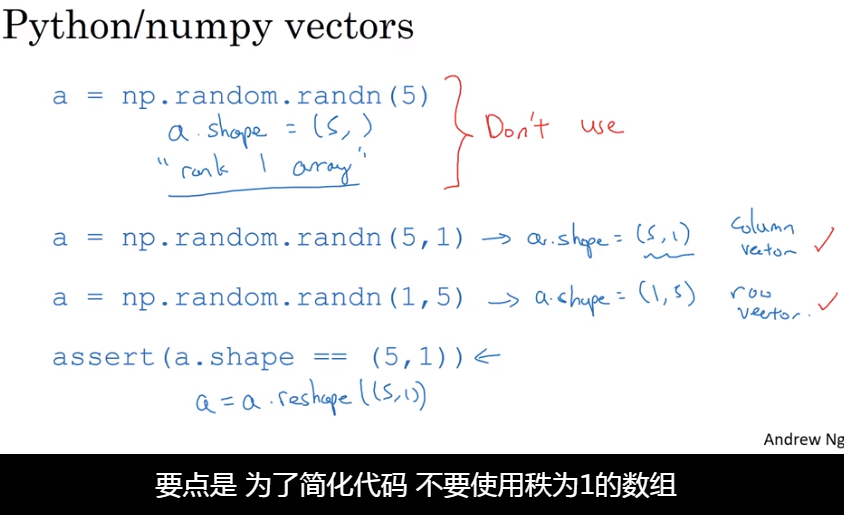 Python/numpy vectors
a = np.random.randn(5)
a.shape = (5, )
"rank 1 array"
Don't use
a = np.random.randn(5,1) → a.shape = (5,1) column vector ✓
a = np.random.randn(1,5) → a.shape = (1,5) row vector. ✓
assert(a.shape == (5,1)) ←
a = a.reshape((5,1))
Andrew Ng
要点是 为了简化代码 不要使用秩为1的数组